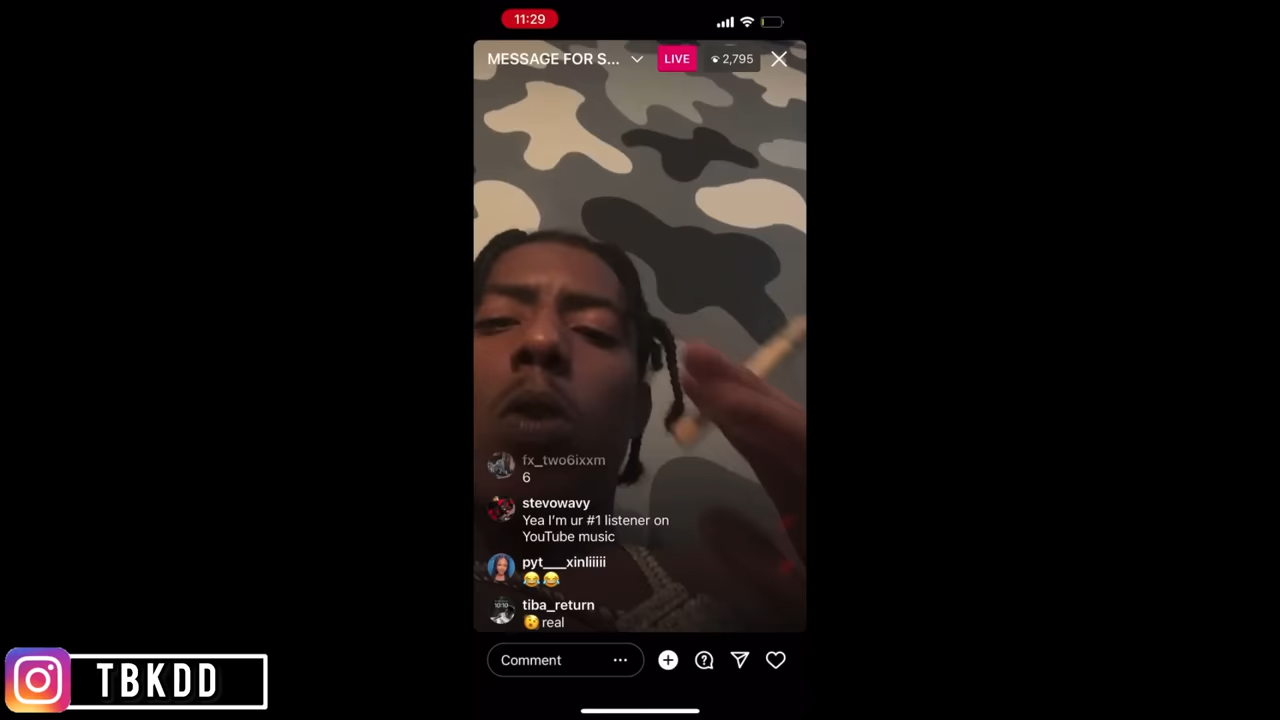 11:29
MESSAGE FOR S...
LIVE
2,795
fx_two6ixxm
6
stevowavy
Yea I'm ur #1 listener on
YouTube music
pyt___xinliiiii
😂😂
tiba_return
🫨real
Comment
TBKDD